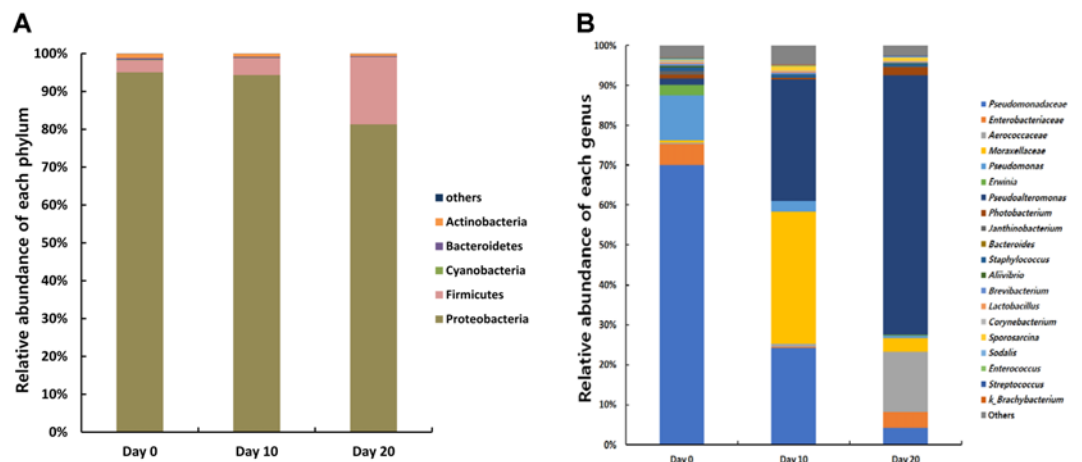 A
Relative abundance of each phylum
100%
90%
80%
70%
60%
50%
40%
30%
20%
10%
0%
Day 0
Day 10
Day 20
others
Actinobacteria
Bacteroidetes
Cyanobacteria
Firmicutes
Proteobacteria
B
Relative abundance of each genus
100%
90%
80%
70%
60%
50%
40%
30%
20%
10%
0%
Day 0
Day 10
Day 20
Pseudomonadaceae
Enterobacteriaceae
Aerococcaceae
Moraxellaceae
Pseudomonas
Erwinia
Pseudoalteromonas
Photobacterium
Janthinobacterium
Bacteroides
Staphylococcus
Aliivibrio
Brevibacterium
Lactobacillus
Corynebacterium
Sporosarcina
Sodalis
Enterococcus
Streptococcus
k_Brachybacterium
Others